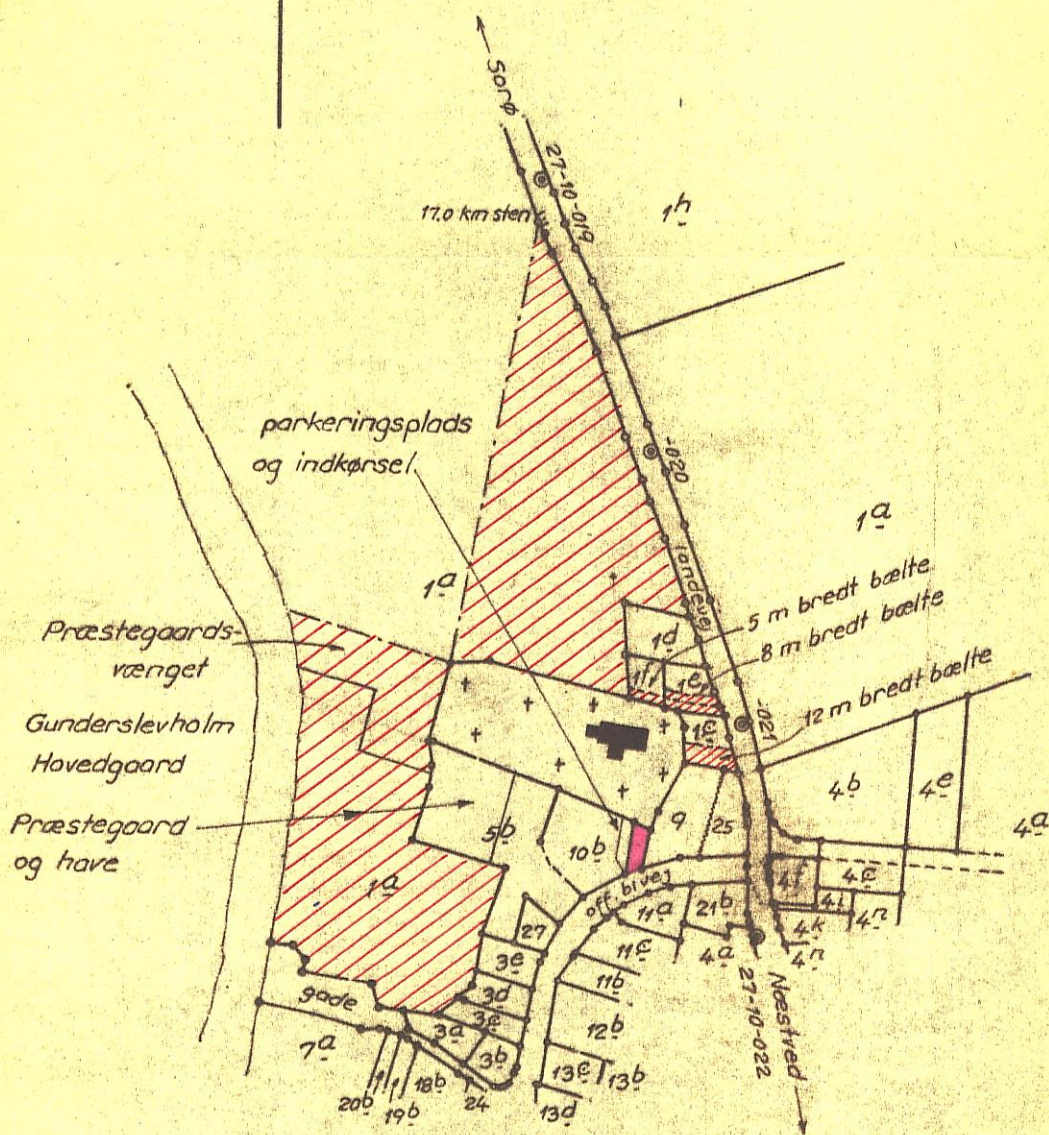 Sorø
27-10-019
17.0 km sten
1h
parkeringsplads
og indkørsel
-020
1a
landevej
5 m bredt bælte
8 m bredt bælte
12 m bredt bælte
1a
1d
1f
1e
Præstegaards-
vænget
Gunderslevholm
Hovedgaard
Præstegaard
og have
-021
4b
4e
4a
9
25
5b
10b
1a
off. bivej
4f
4c
4i
4k
4n
4n
11a
21b
4a
27
11c
11b
3e
3d
3c
3a
3b
12b
13c
13b
13d
gade
7a
20b
19b
18b
24
27-10-022
Næstved